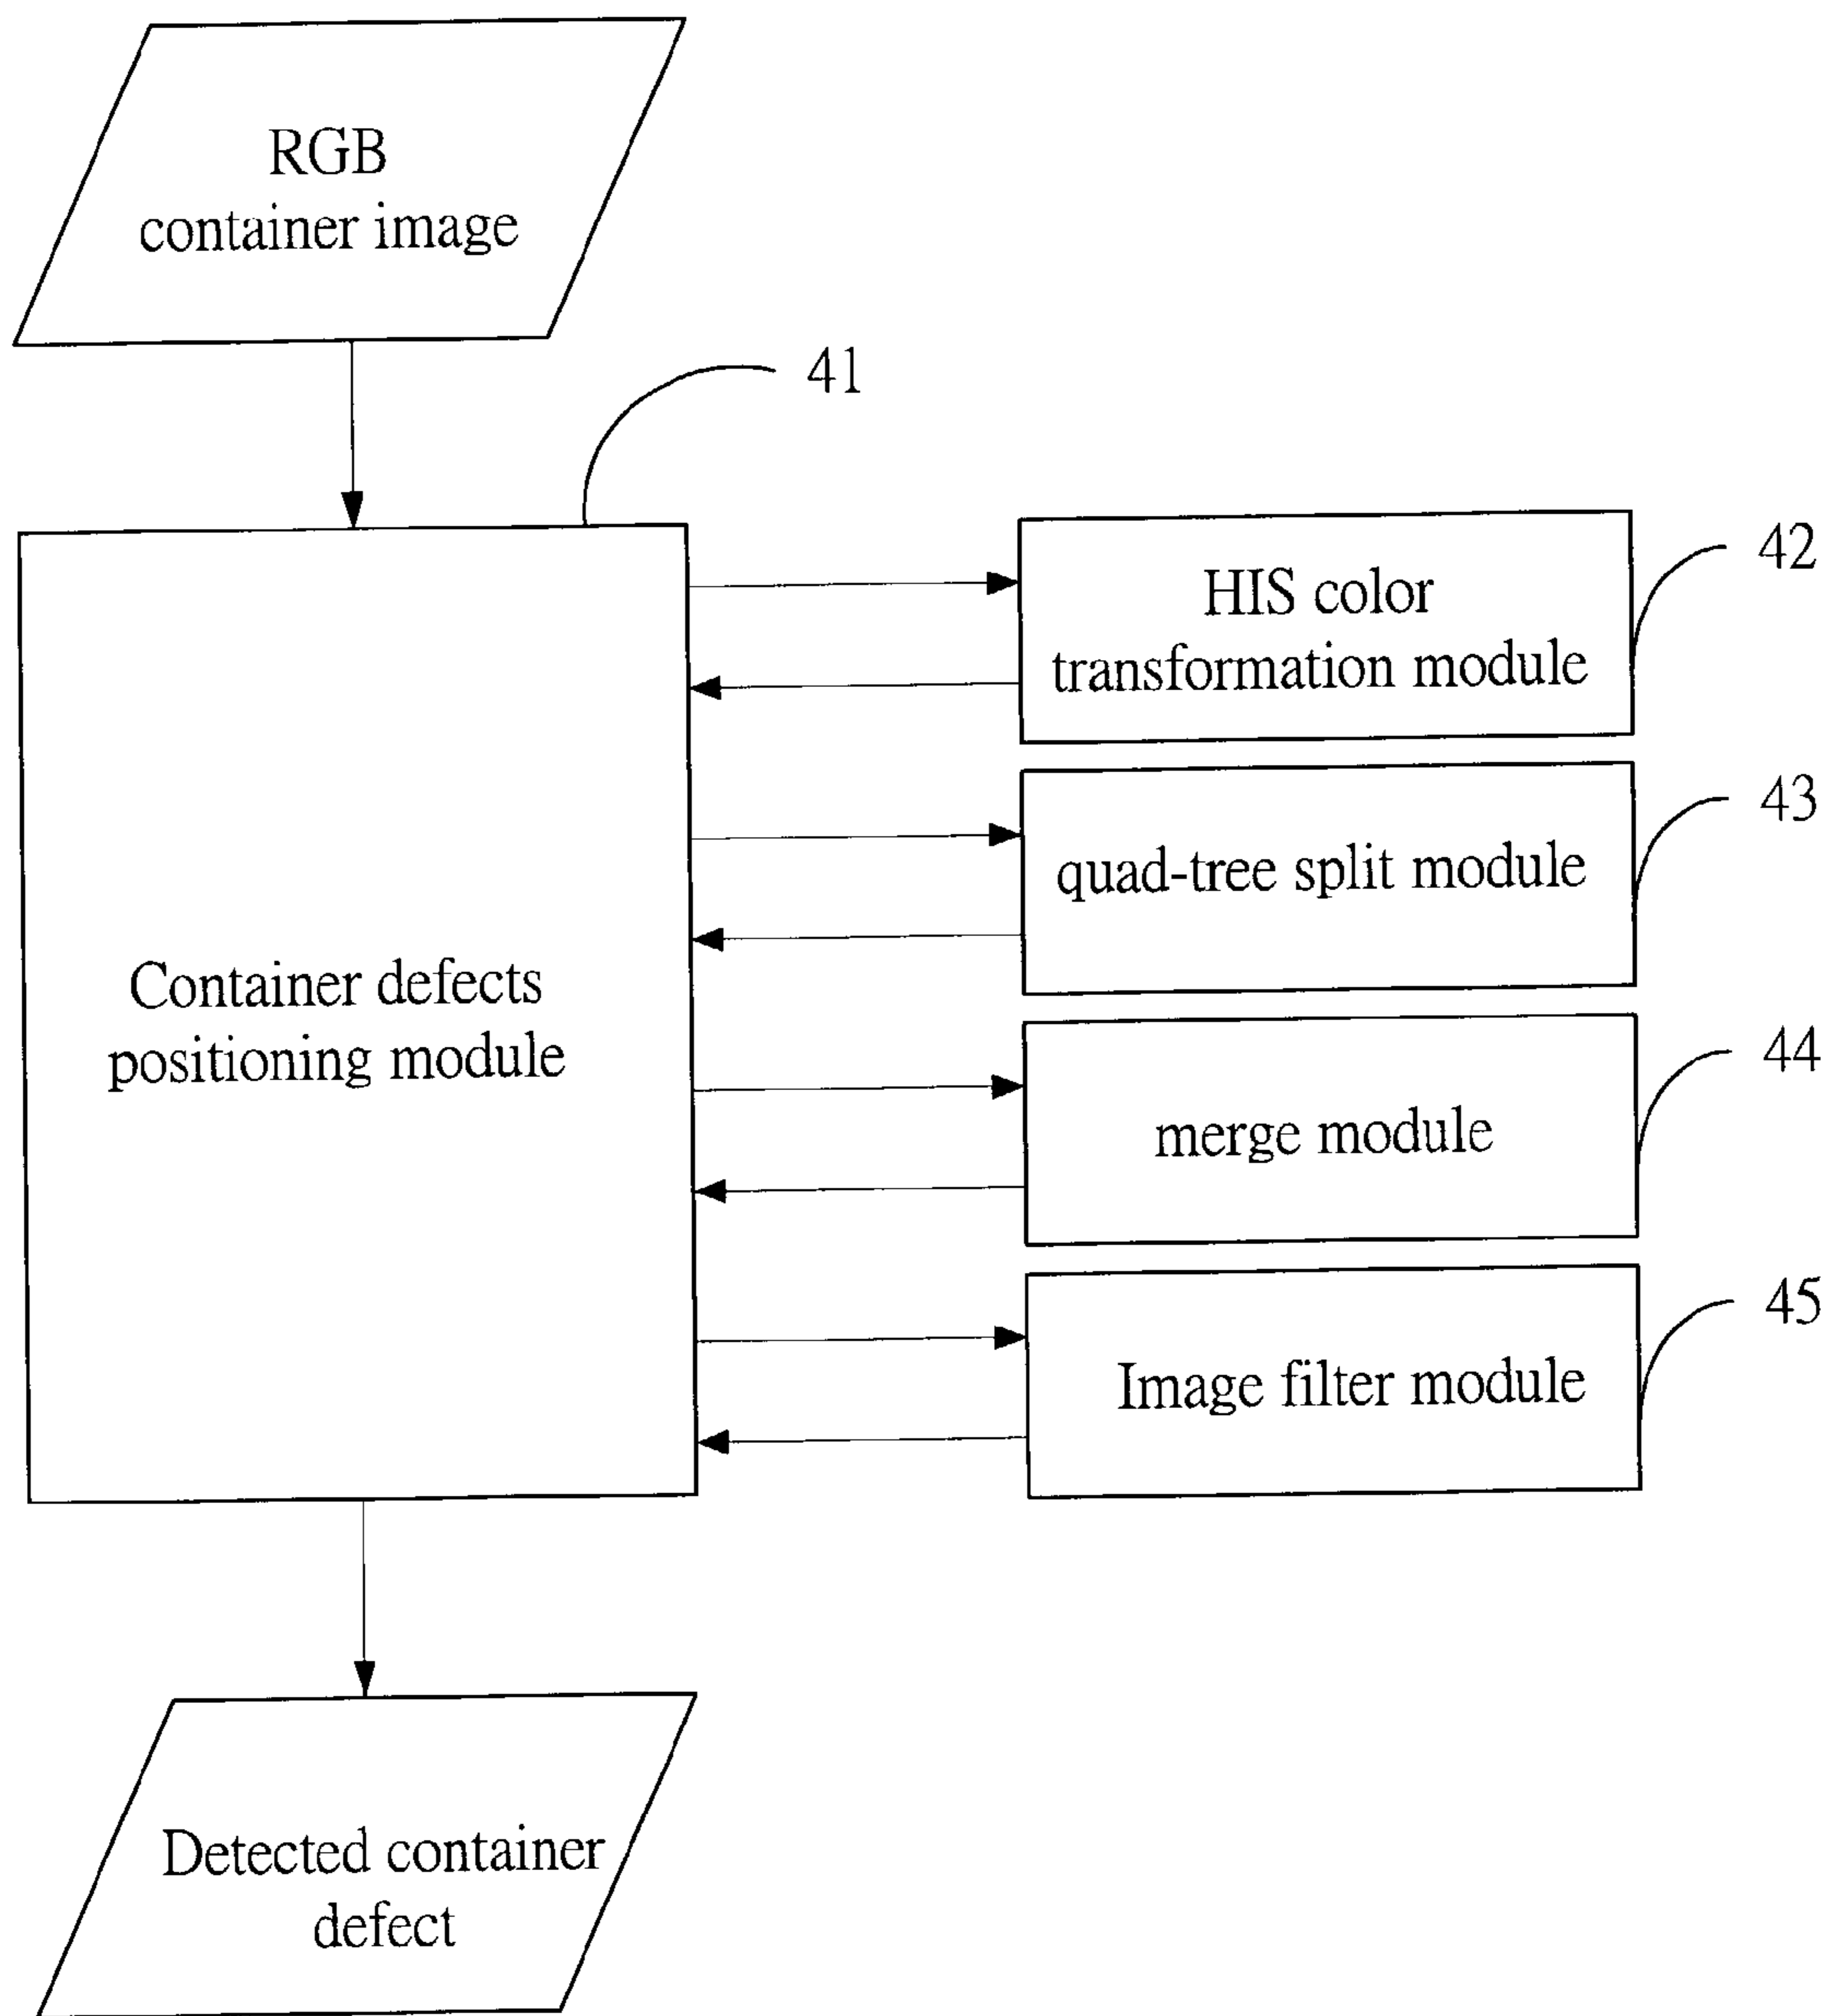 RGB
container image
41
HIS color
transformation module
42
quad-tree split module
43
Container defects
positioning module
merge module
44
Image filter module
45
Detected container
defect